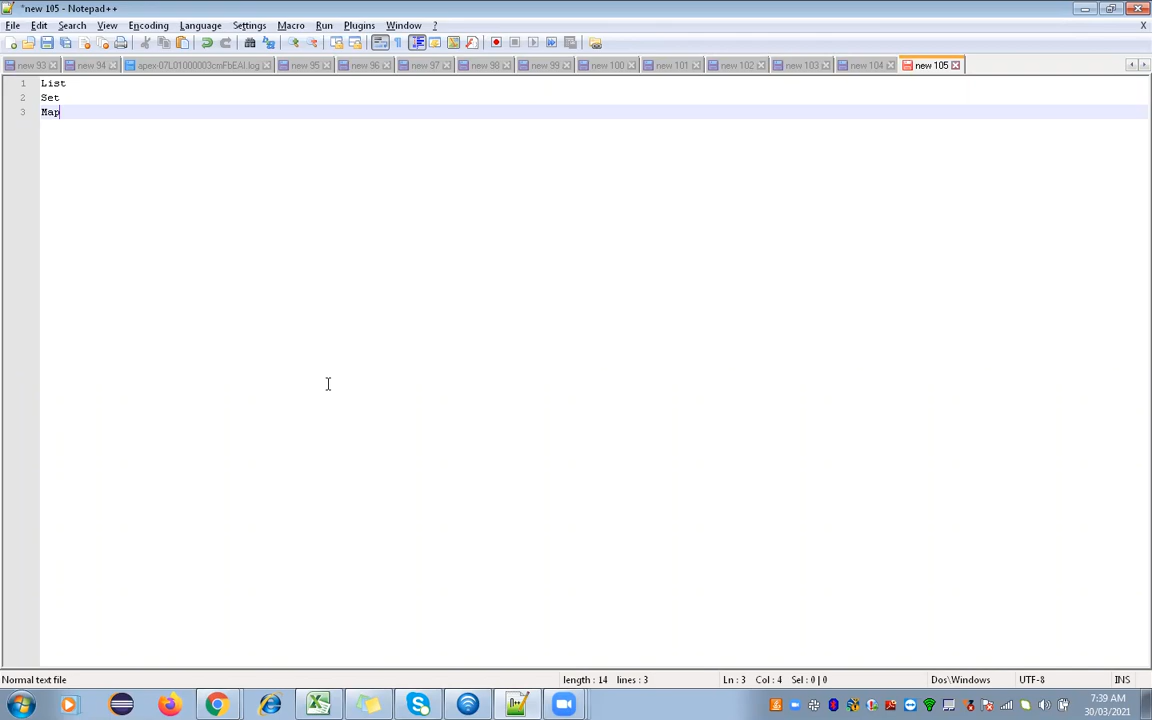 *new 105 - Notepad++
File Edit Search View Encoding Language Settings Macro Run Plugins Window ? X
new 93 new 94 apex-07L01000003cmFbEAI.log new 95 new 96 new 97 new 98 new 99 new 100 new 101 new 102 new 103 new 104 new 105
1 List
2 Set
3 Map
Normal text file length : 14 lines : 3 Ln : 3 Col : 4 Sel : 0 | 0 Dos\Windows UTF-8 INS
7:39 AM
30/03/2021